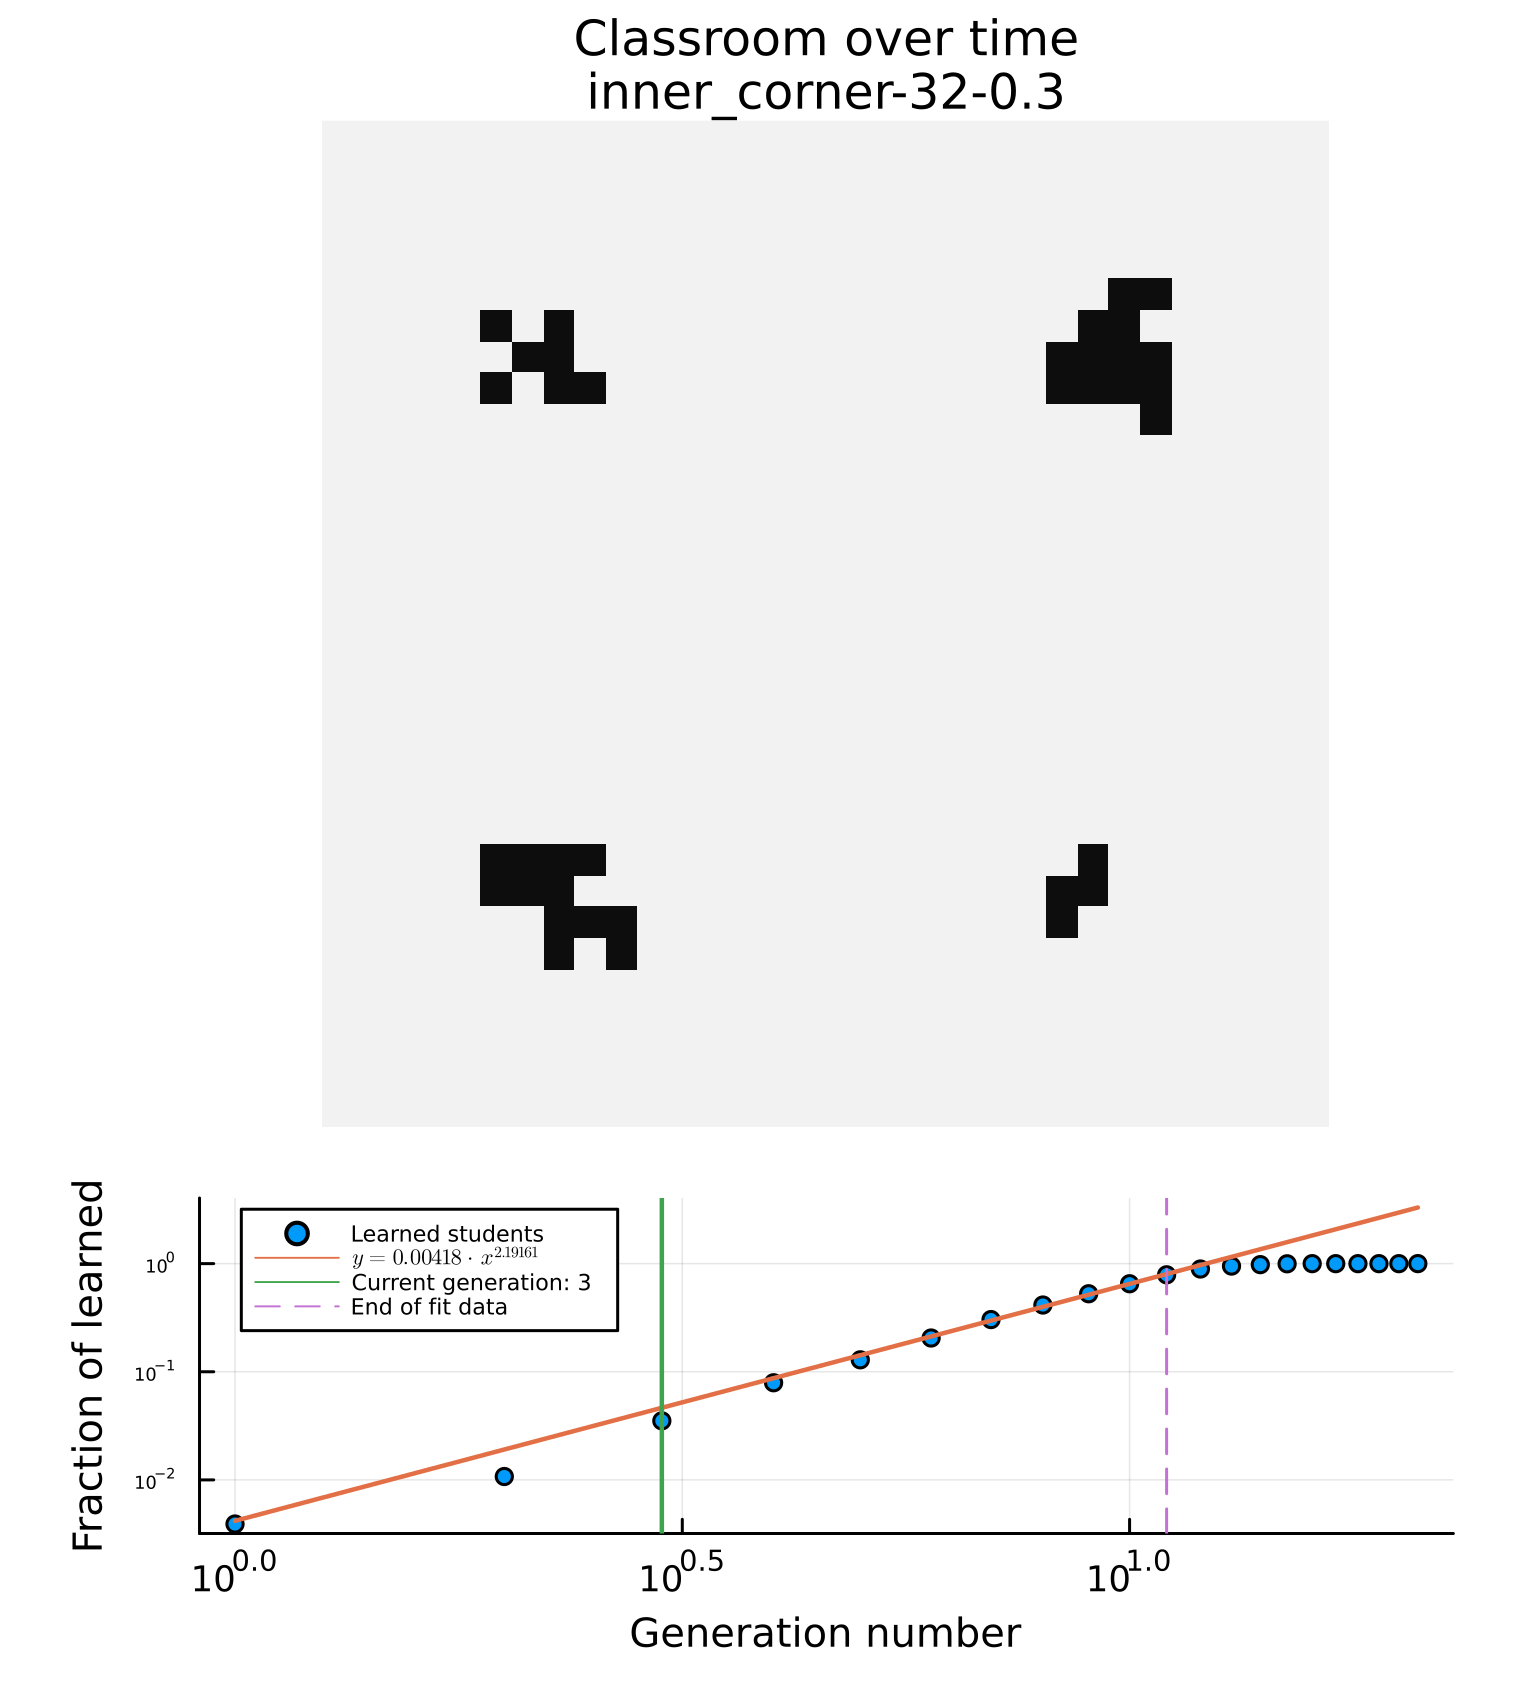 Classroom over time
inner_corner-32-0.3
Fraction of learned
Learned students
y = 0.00418 · x^2.19161
Current generation: 3
End of fit data
10^0
10^−1
10^−2
10^0.0
10^0.5
10^1.0
Generation number